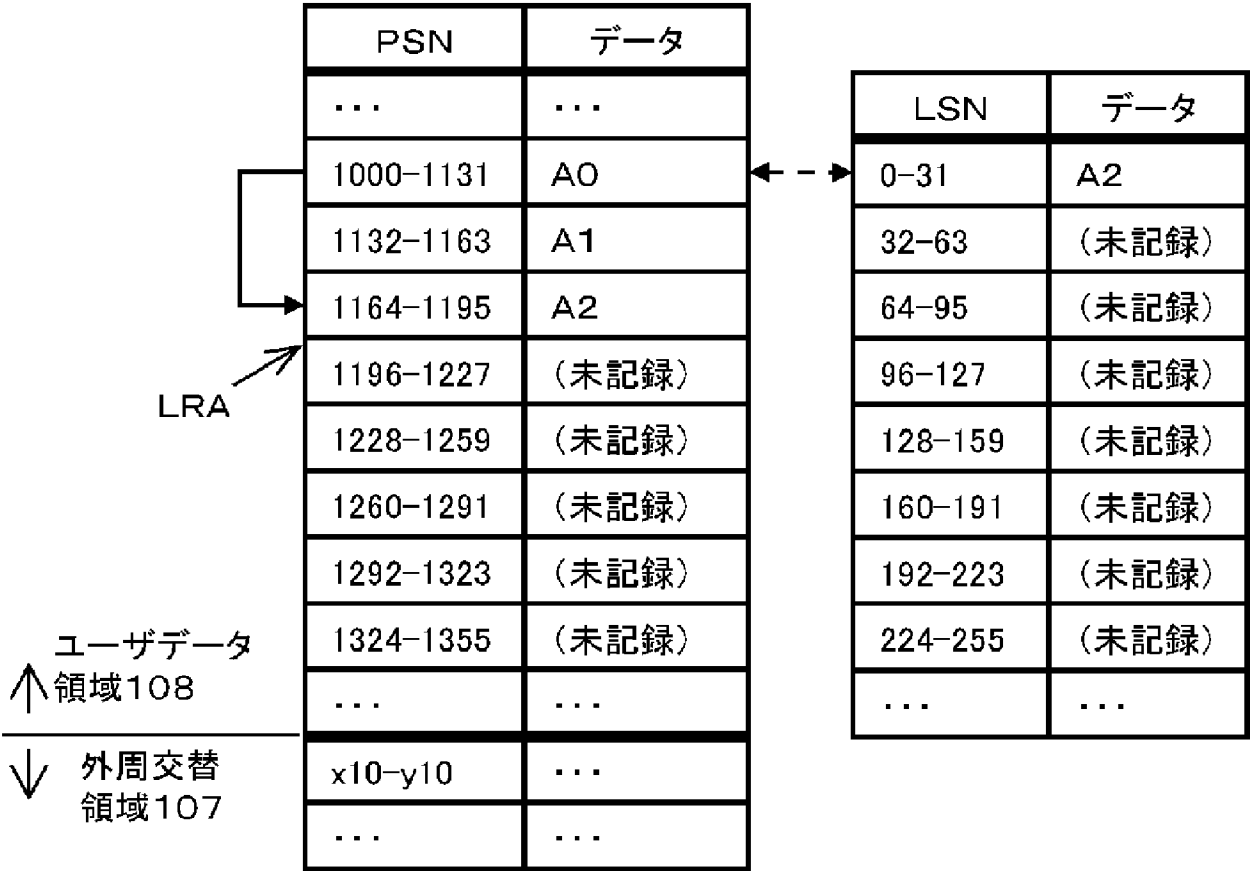 PSN データ
・・・ ・・・
1000-1131 A0
1132-1163 A1
1164-1195 A2
1196-1227 (未記録)
1228-1259 (未記録)
1260-1291 (未記録)
1292-1323 (未記録)
1324-1355 (未記録)
・・・ ・・・
x10-y10 ・・・
・・・ ・・・
LRA
ユーザデータ
領域108
外周交替
領域107
LSN データ
0-31 A2
32-63 (未記録)
64-95 (未記録)
96-127 (未記録)
128-159 (未記録)
160-191 (未記録)
192-223 (未記録)
224-255 (未記録)
・・・ ・・・